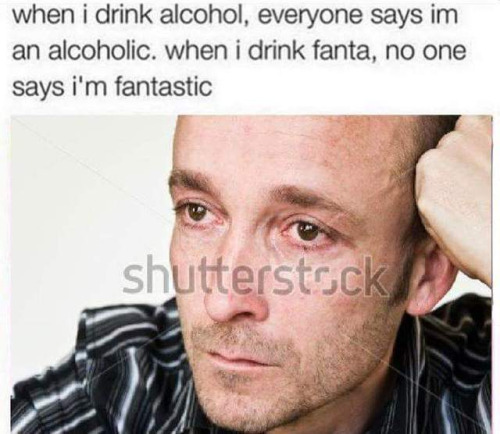 when i drink alcohol, everyone says im
an alcoholic. when i drink fanta, no one
says i'm fantastic
shutterstock